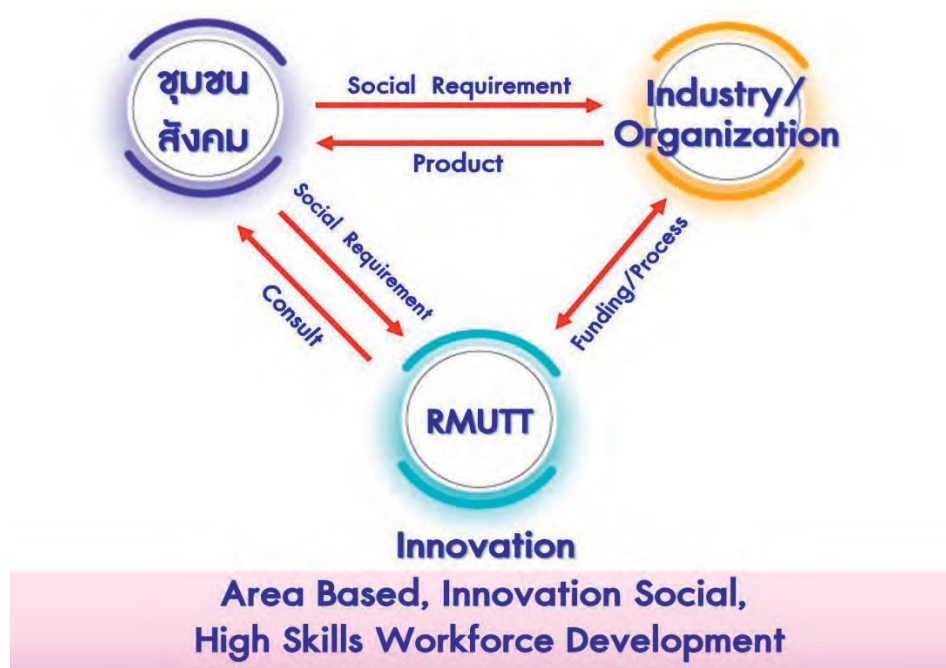 ชุมชน
สังคม
Social Requirement
Industry/
Organization
Product
Social Requirement
Consult
Funding/Process
RMUTT
Innovation
Area Based, Innovation Social,
High Skills Workforce Development